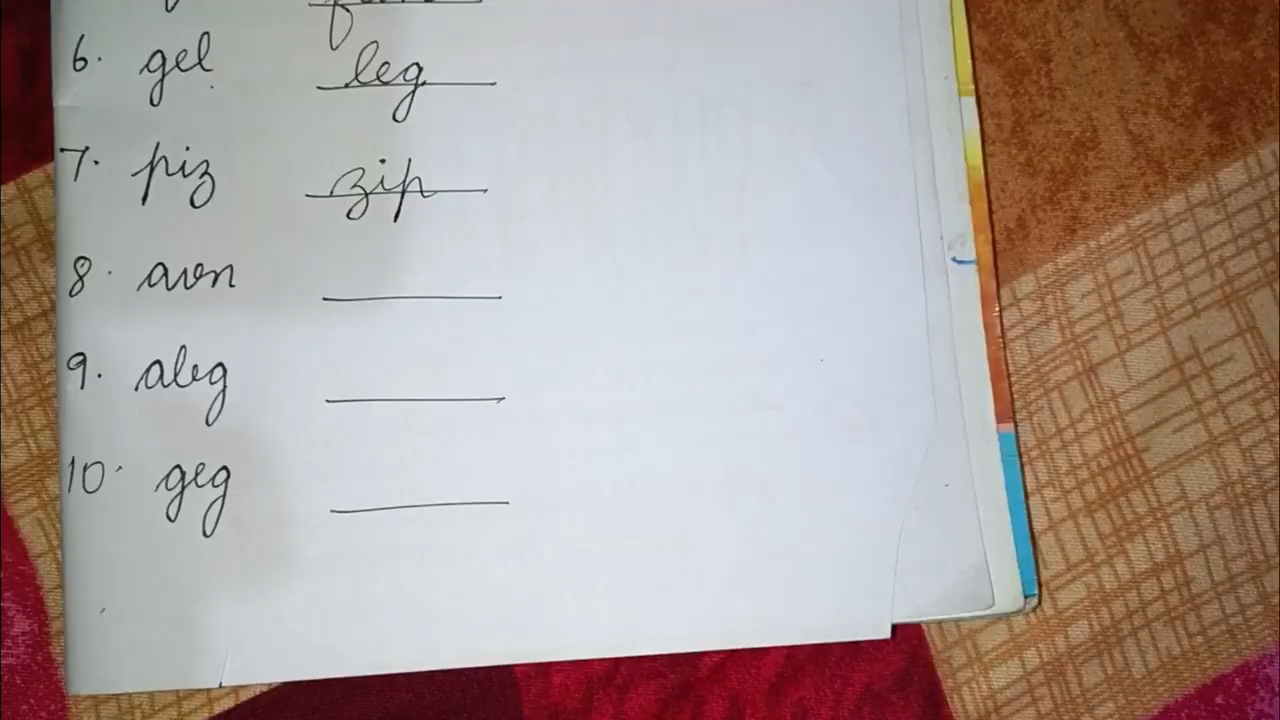 6. gel leg
7. piz zip
8. avn
9. aleg
10. geg